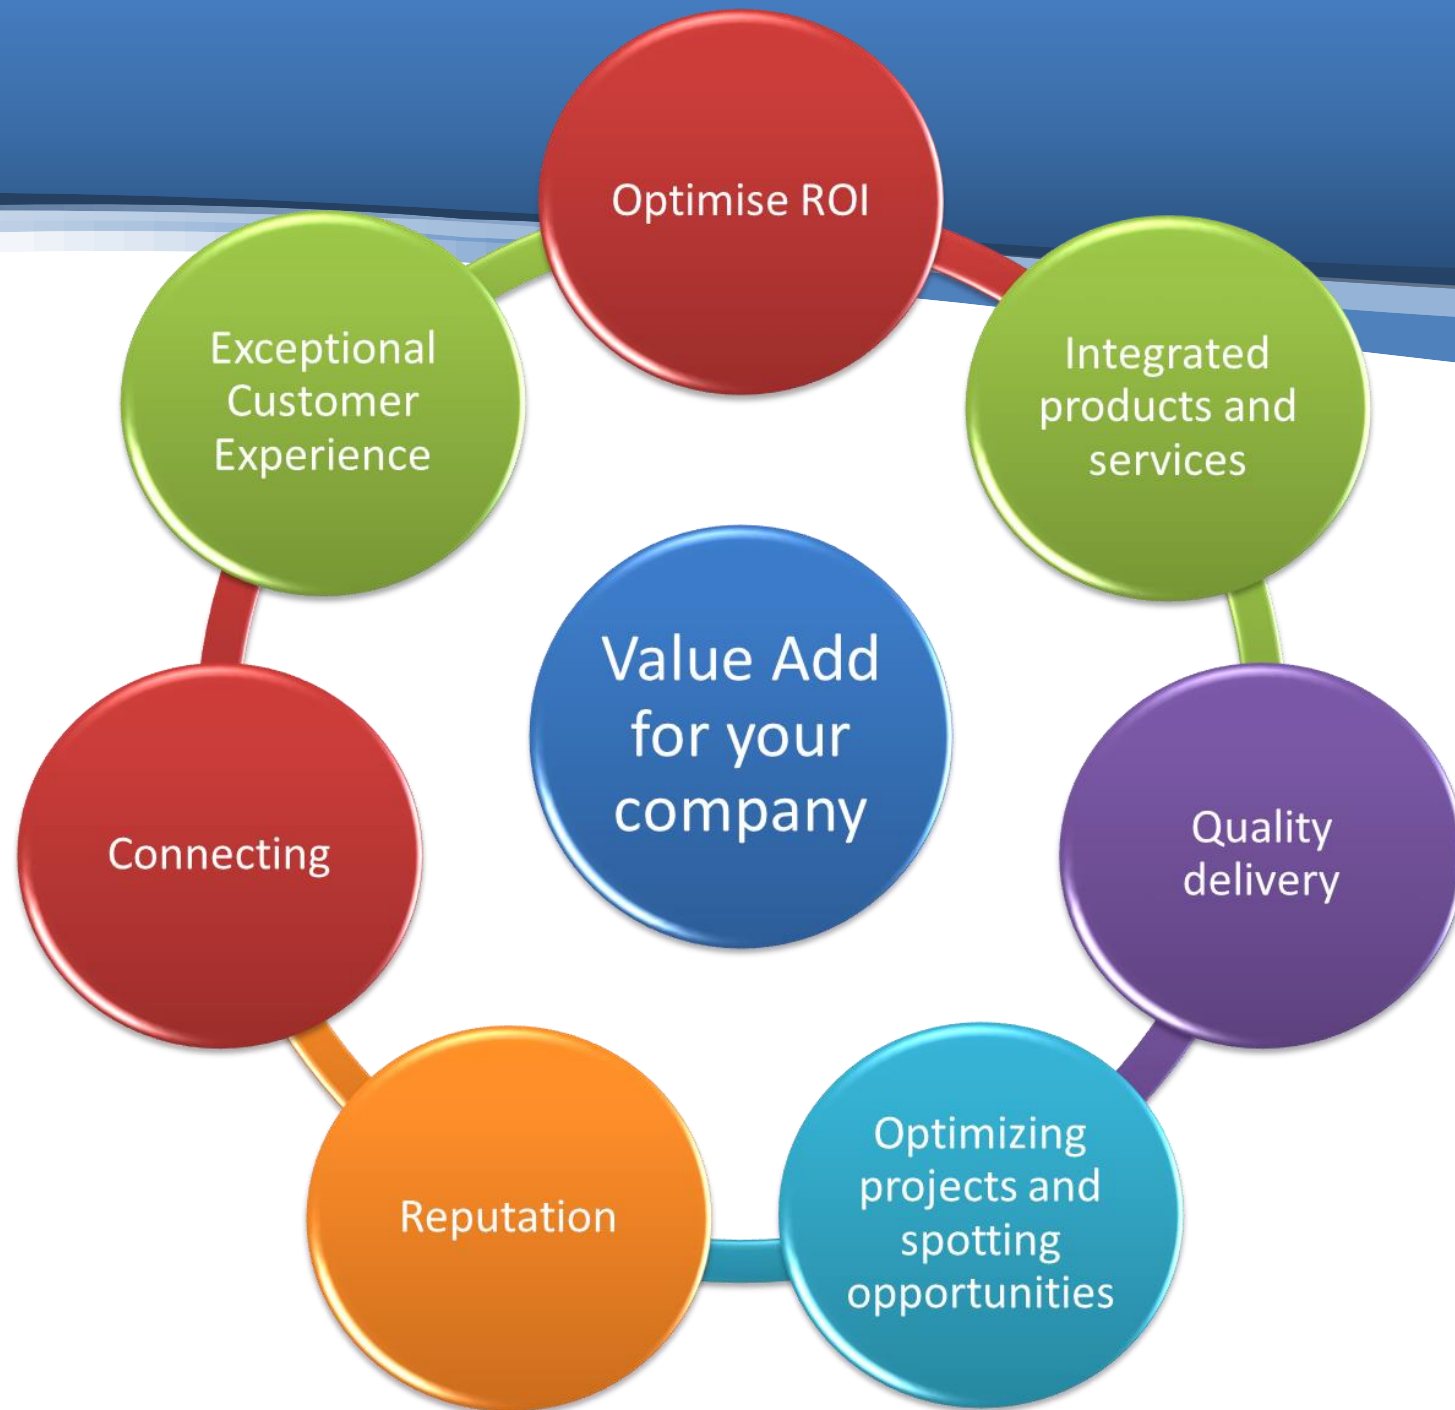 Optimise ROI
Exceptional
Customer
Experience
Integrated
products and
services
Value Add
for your
company
Connecting
Quality
delivery
Reputation
Optimizing
projects and
spotting
opportunities